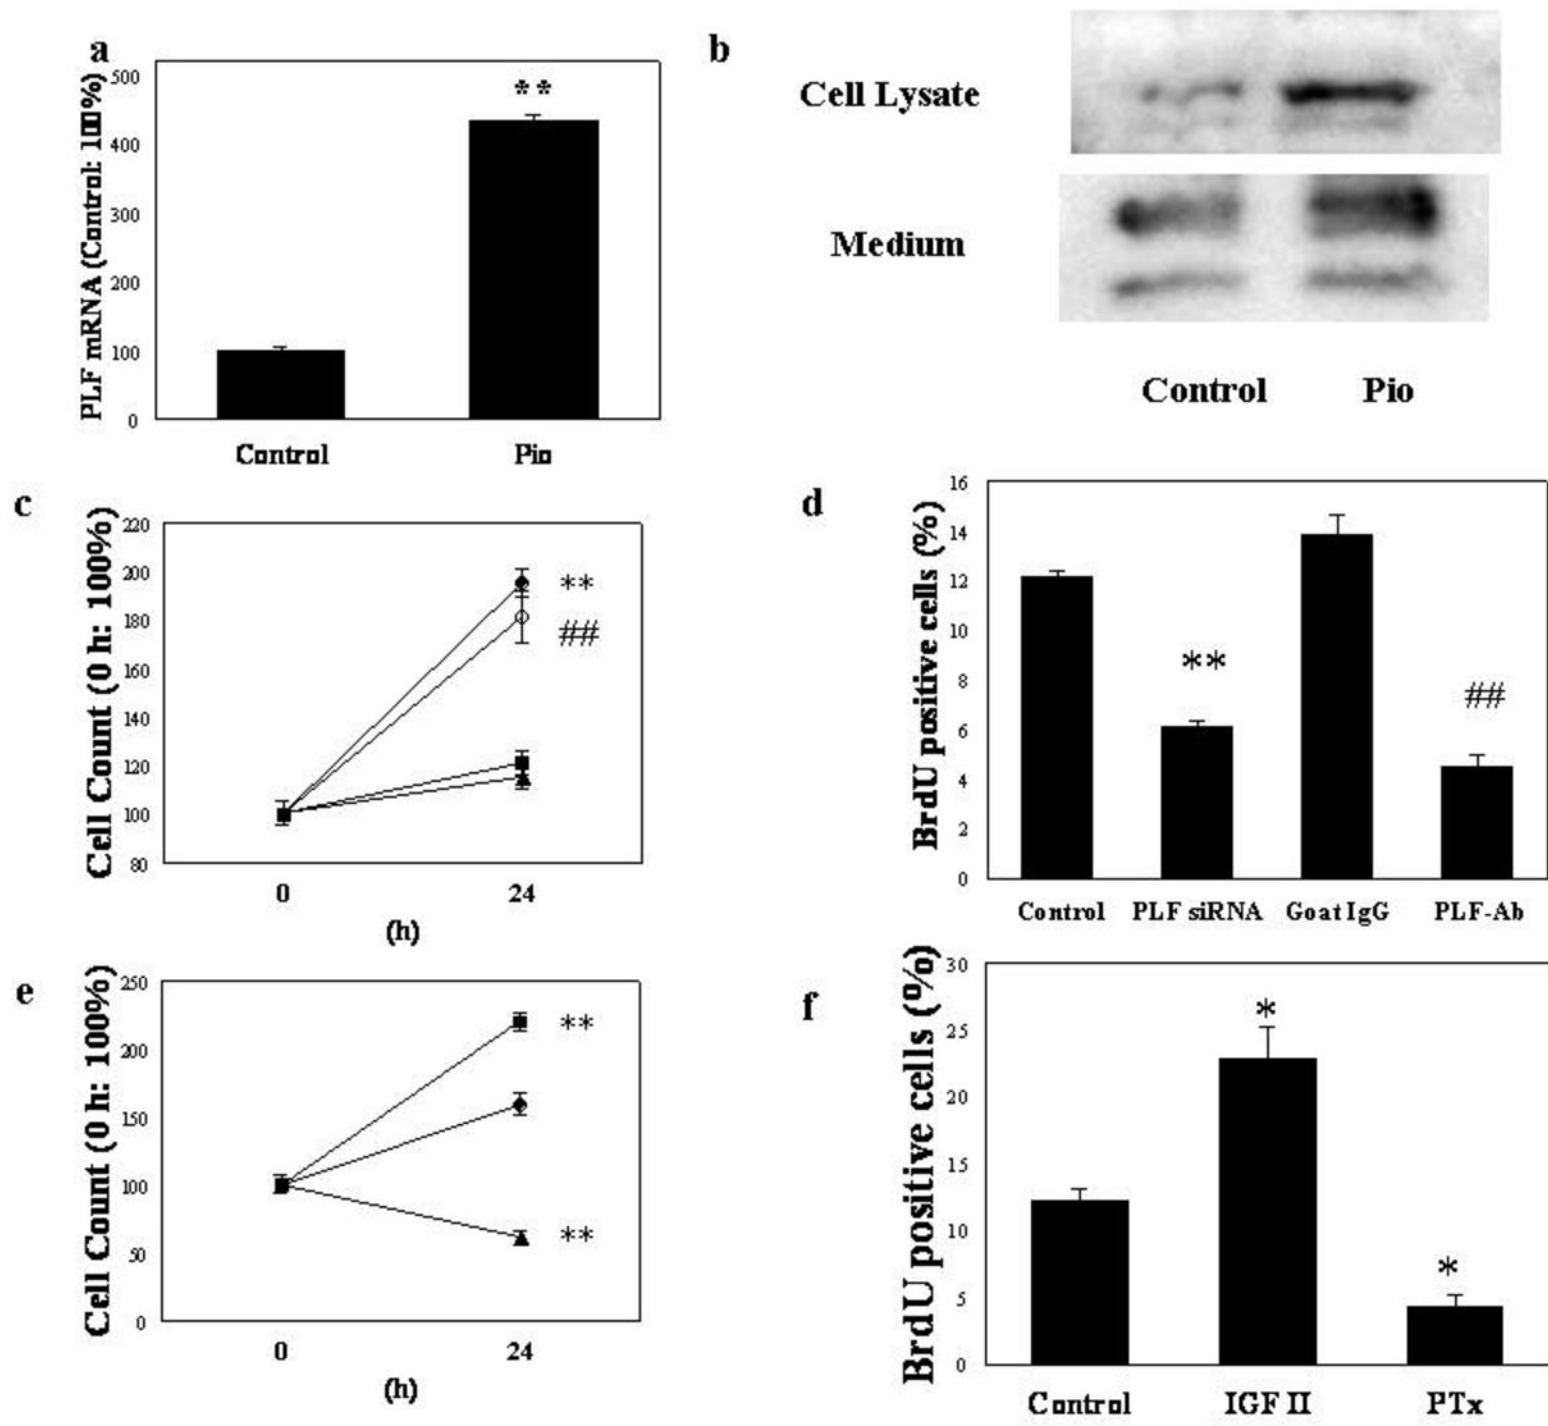 a
PLF mRNA (Control: 100%)
500
400
300
200
100
0
**
Control
Pio
b
Cell Lysate
Medium
Control
Pio
c
Cell Count (0 h: 100%)
220
200
180
160
140
120
100
80
**
##
0
24
(h)
d
BrdU positive cells (%)
16
14
12
10
8
6
4
2
0
**
##
Control
PLF siRNA
Goat IgG
PLF-Ab
e
Cell Count (0 h: 100%)
250
200
150
100
50
0
**
**
0
24
(h)
f
BrdU positive cells (%)
30
25
20
15
10
5
0
*
*
Control
IGF II
PTx